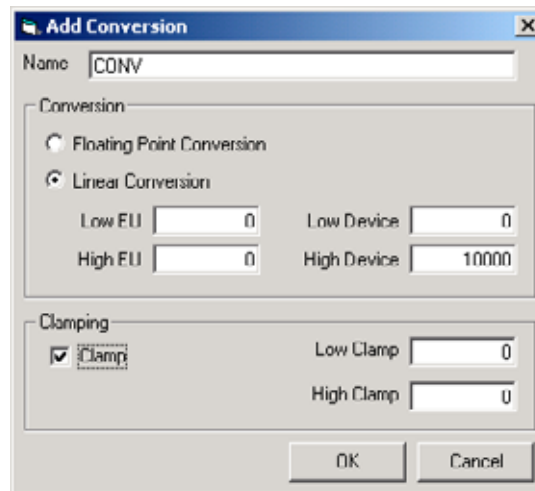 Add Conversion
Name CONV
Conversion
Floating Point Conversion
Linear Conversion
Low EU 0 Low Device 0
High EU 0 High Device 10000
Clamping
Clamp Low Clamp 0
High Clamp 0
OK Cancel